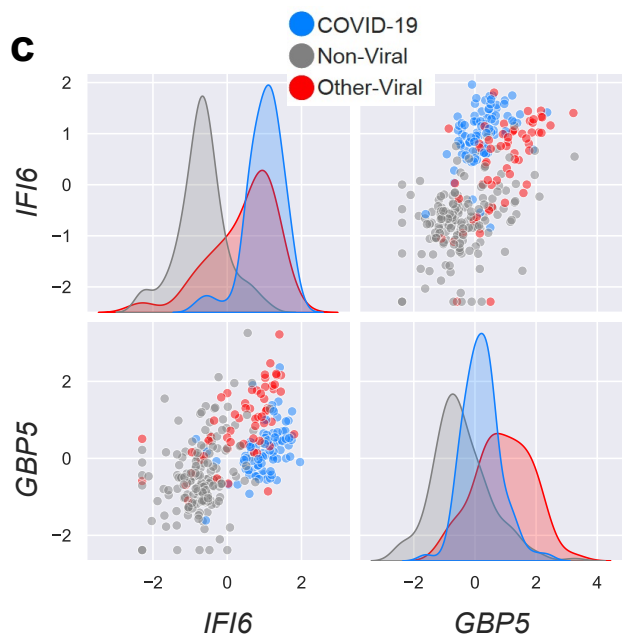 c
COVID-19
Non-Viral
Other-Viral
IFI6
2
1
0
−1
−2
GBP5
2
0
−2
−2 0 2
−2 0 2 4
IFI6 GBP5